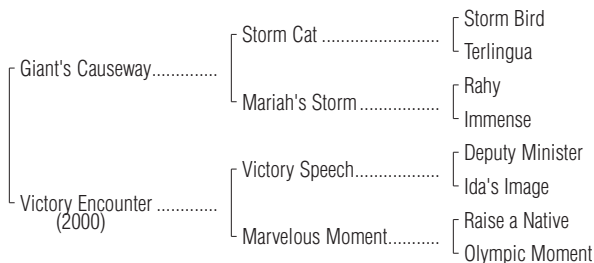 Storm Bird
Storm Cat ........................
Terlingua
Giant's Causeway..............
Rahy
Mariah's Storm ................
Immense
Deputy Minister
Victory Speech.................
Ida's Image
Victory Encounter .............
(2000)
Raise a Native
Marvelous Moment...........
Olympic Moment